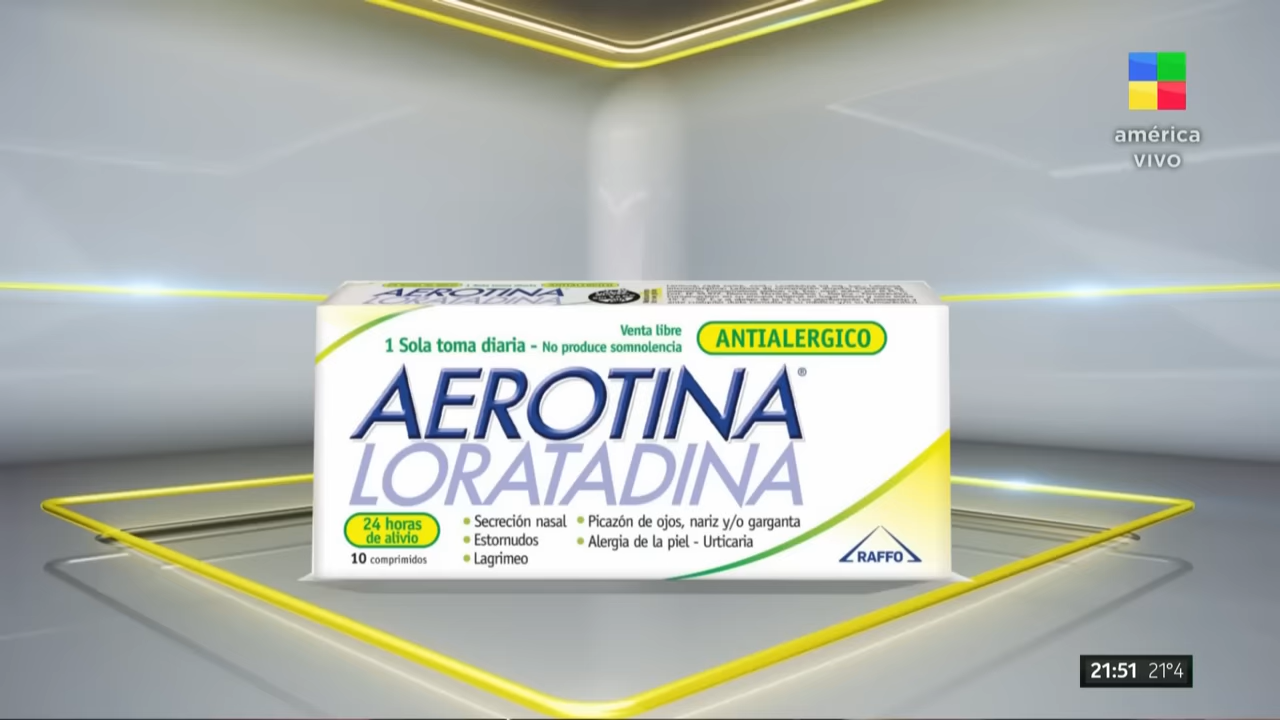 américa
VIVO
AEROTINA
LORATADINA
Venta libre
1 Sola toma diaria - No produce somnolencia
ANTIALERGICO
AEROTINA®
LORATADINA
24 horas
de alivio
10 comprimidos
Secreción nasal
Estornudos
Lagrimeo
Picazón de ojos, nariz y/o garganta
Alergia de la piel - Urticaria
RAFFO
21:51 21°4